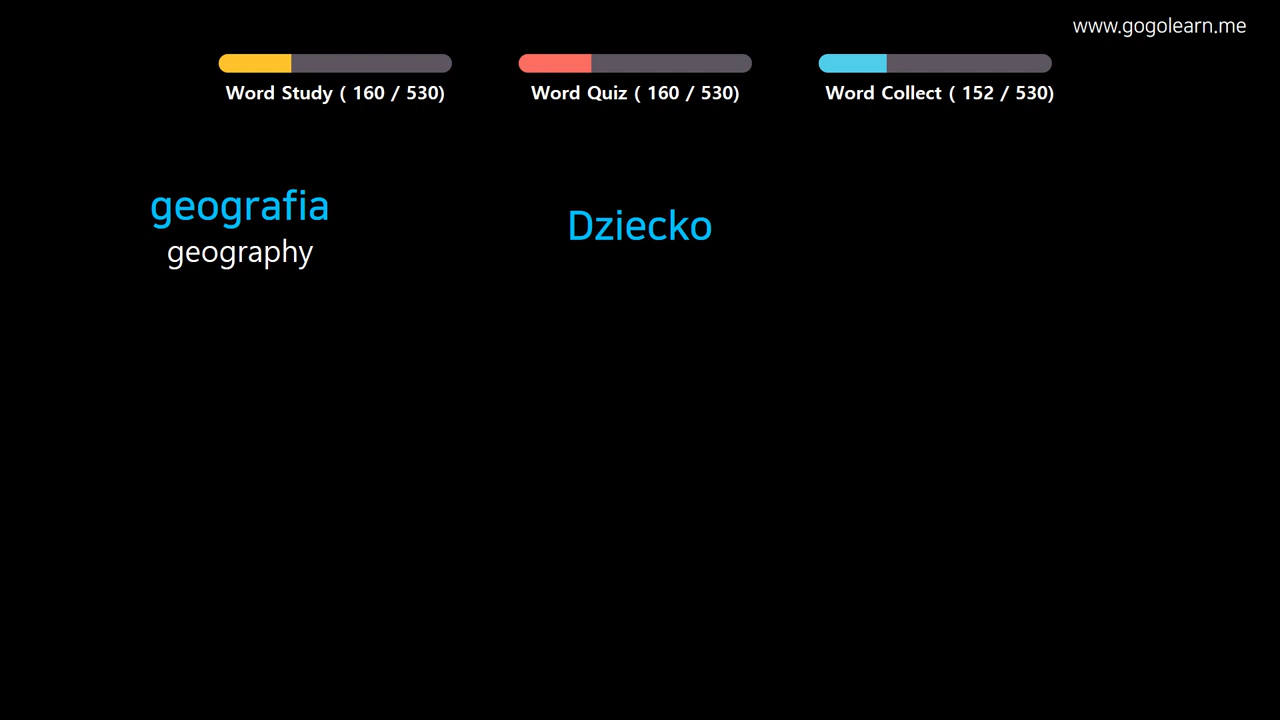 www.gogolearn.me
Word Study ( 160 / 530)
Word Quiz ( 160 / 530)
Word Collect ( 152 / 530)
geografia
geography
Dziecko